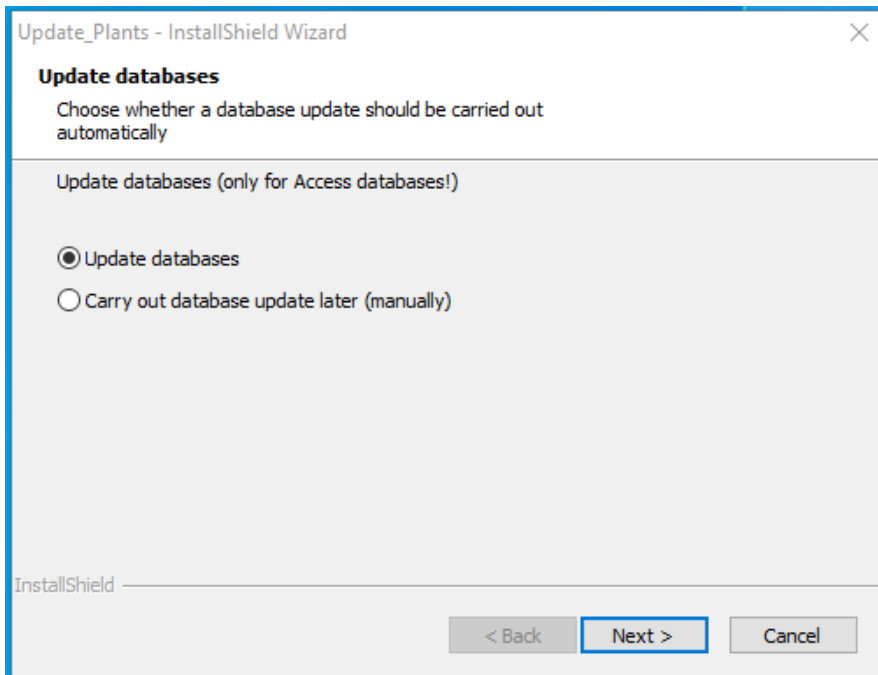 Update_Plants - InstallShield Wizard
Update databases
Choose whether a database update should be carried out
automatically
Update databases (only for Access databases!)
Update databases
Carry out database update later (manually)
InstallShield
< Back Next > Cancel